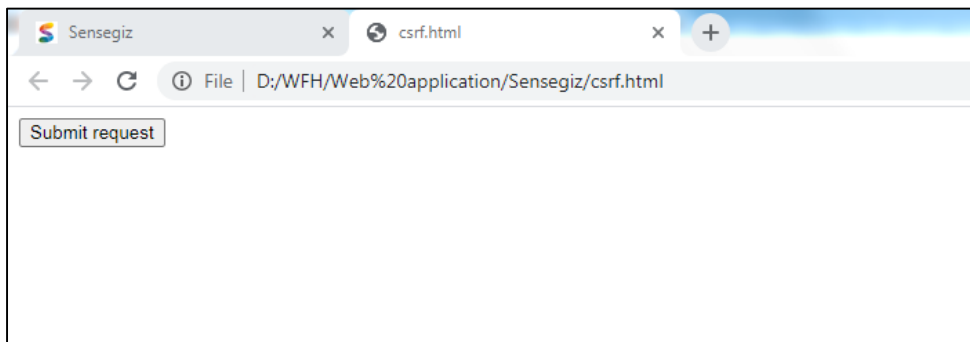 Sensegiz
csrf.html
File
D:/WFH/Web%20application/Sensegiz/csrf.html
Submit request